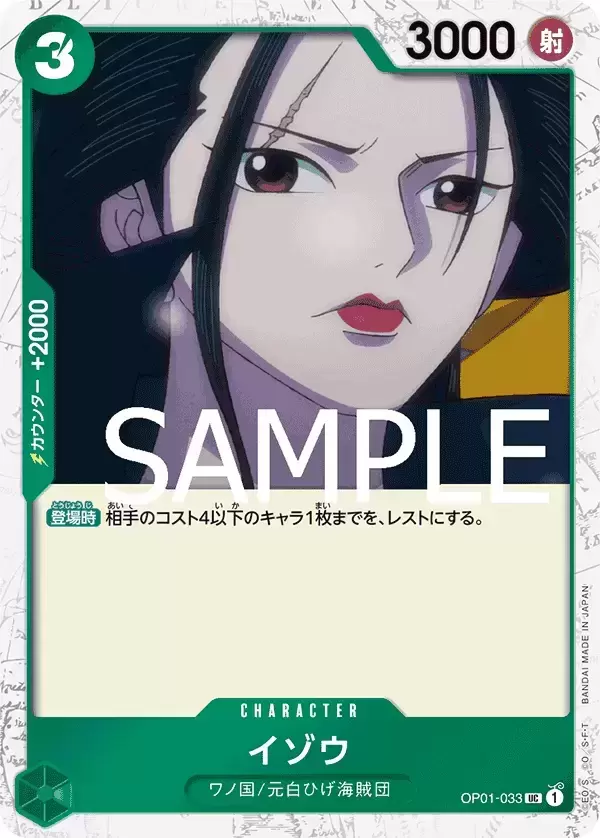 3
3000 射
カウンター +2000
SAMPLE
登場時 相手のコスト4以下のキャラ1枚までを、レストにする。
CHARACTER
イゾウ
ワノ国/元白ひげ海賊団
OP01-033 UC 1
©E.O./S. ©O. S・F・T BANDAI MADE IN JAPAN